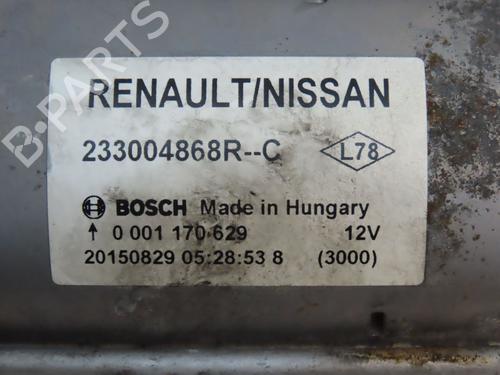 RENAULT/NISSAN
233004868R--C L78
BOSCH Made in Hungary
0 001 170 629 12V
20150829 05:28:53 8 (3000)
B-PARTS